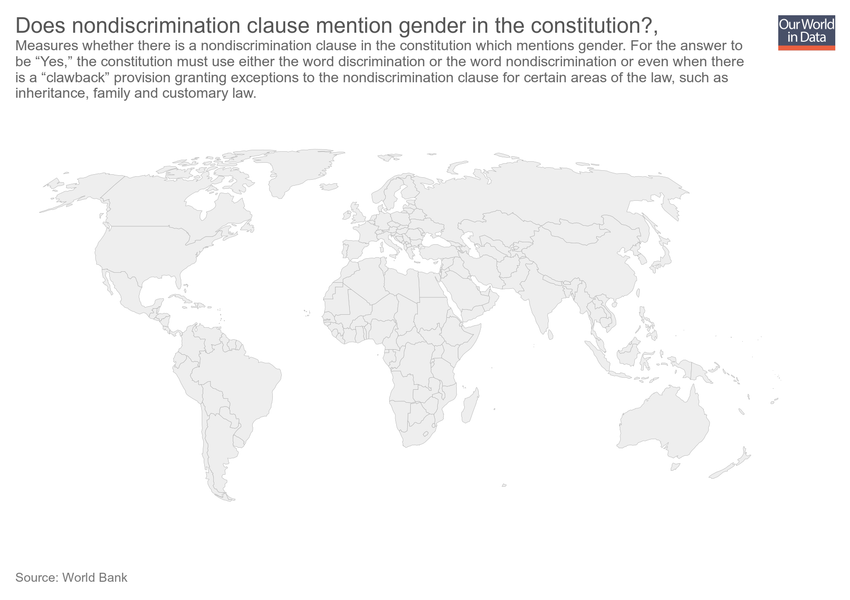 Does nondiscrimination clause mention gender in the constitution?,
Our World
in Data
Measures whether there is a nondiscrimination clause in the constitution which mentions gender. For the answer to
be “Yes,” the constitution must use either the word discrimination or the word nondiscrimination or even when there
is a “clawback” provision granting exceptions to the nondiscrimination clause for certain areas of the law, such as
inheritance, family and customary law.
Source: World Bank